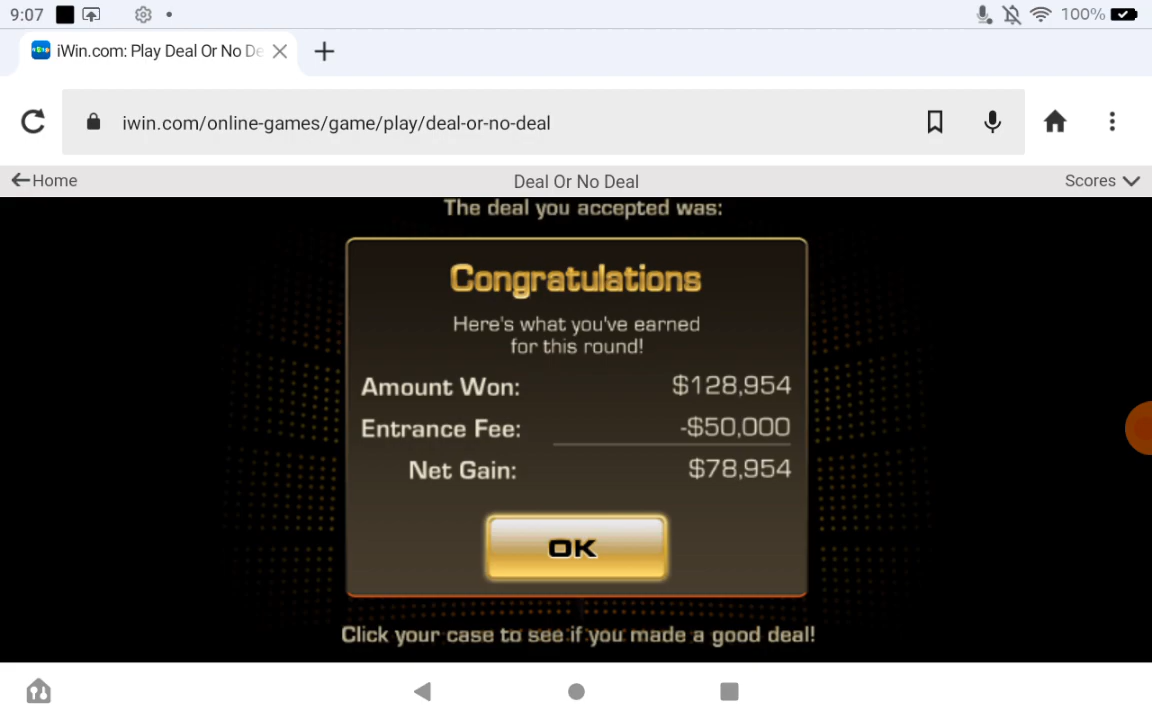 9:07
100%
iWin.com: Play Deal Or No De
iwin.com/online-games/game/play/deal-or-no-deal
Home
Deal Or No Deal
Scores
The deal you accepted was:
Congratulations
Here's what you've earned
for this round!
Amount Won: $128,954
Entrance Fee: -$50,000
Net Gain: $78,954
OK
Click your case to see if you made a good deal!